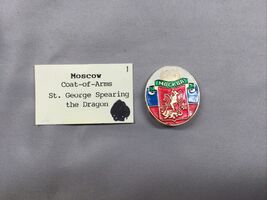 1
Moscow
Coat-of-Arms
St. George Spearing
the Dragon
МОСКВА